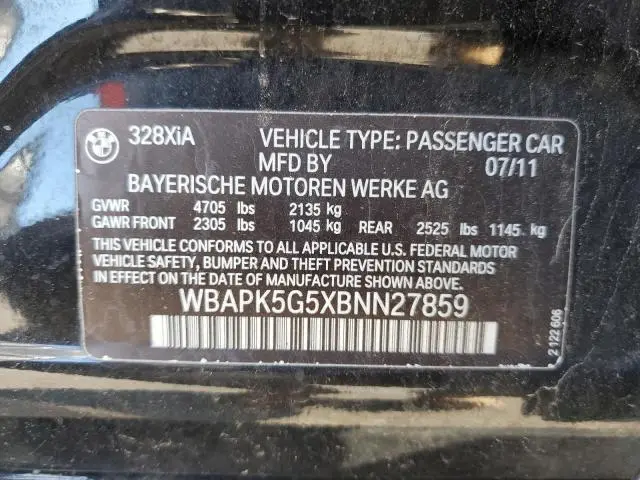 BMW
328XiA VEHICLE TYPE: PASSENGER CAR
MFD BY 07/11
BAYERISCHE MOTOREN WERKE AG
GVWR 4705 lbs 2135 kg
GAWR FRONT 2305 lbs 1045 kg REAR 2525 lbs 1145 kg
THIS VEHICLE CONFORMS TO ALL APPLICABLE U.S. FEDERAL MOTOR
VEHICLE SAFETY, BUMPER AND THEFT PREVENTION STANDARDS
IN EFFECT ON THE DATE OF MANUFACTURE SHOWN ABOVE.
WBAPK5G5XBNN27859
2 122 606